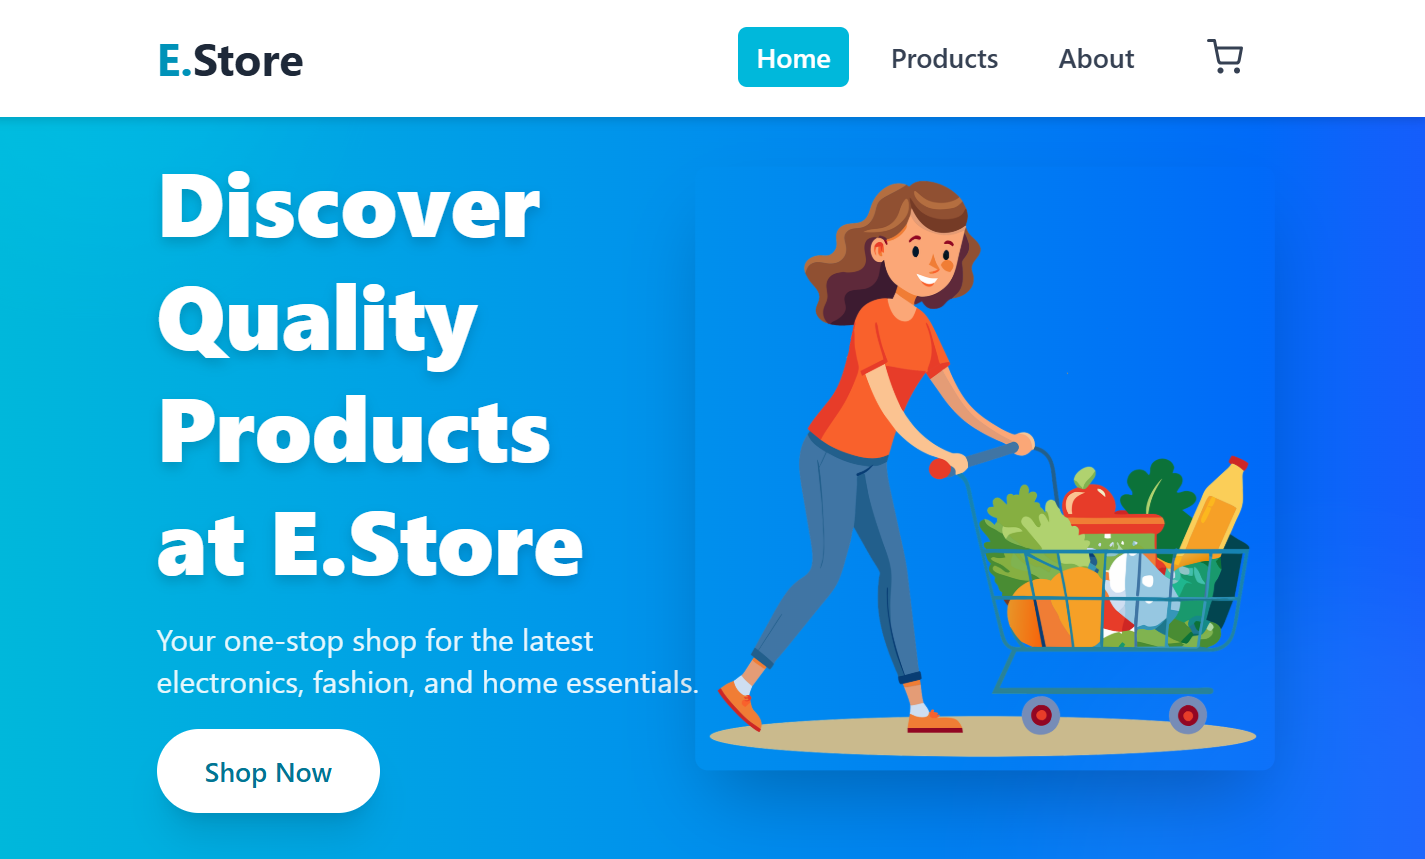 E.Store
Home Products About
Discover
Quality
Products
at E.Store
Your one-stop shop for the latest
electronics, fashion, and home essentials.
Shop Now